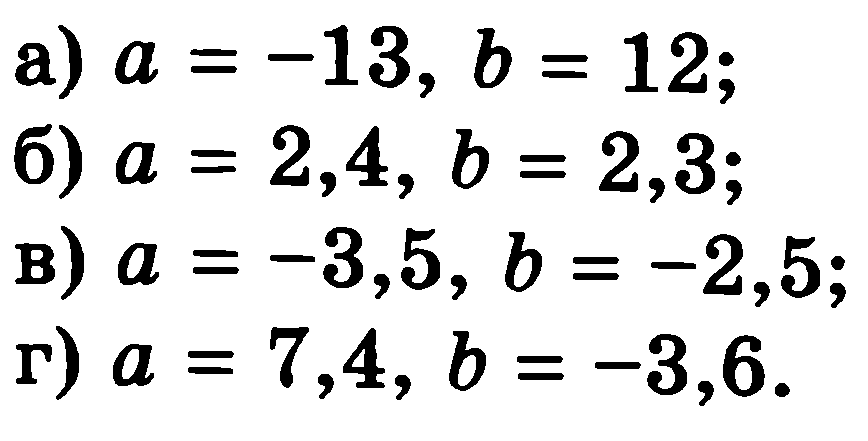 а) a = −13, b = 12;
б) a = 2,4, b = 2,3;
в) a = −3,5, b = −2,5;
г) a = 7,4, b = −3,6.